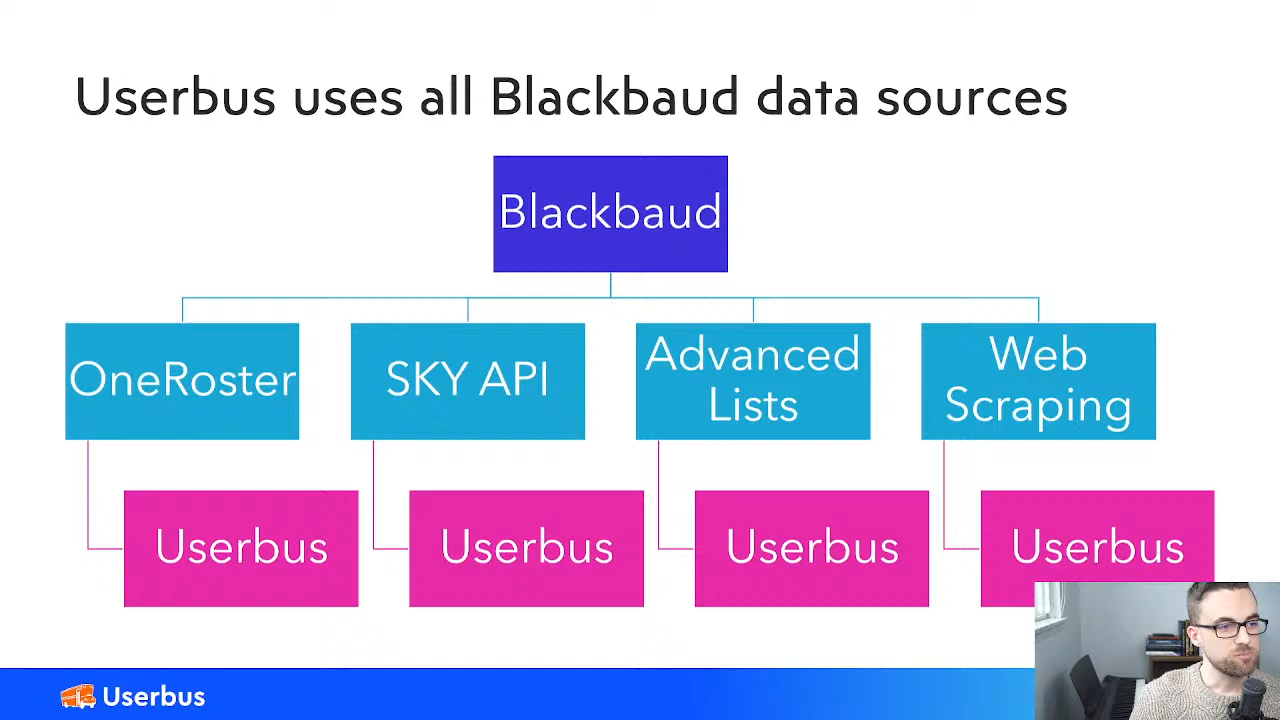 Userbus uses all Blackbaud data sources
Blackbaud
OneRoster
SKY API
Advanced
Lists
Web
Scraping
Userbus
Userbus
Userbus
Userbus
Userbus